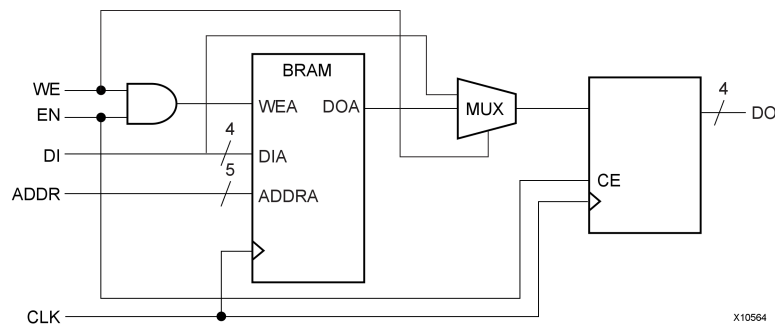 BRAM
WE
EN
WEA
DOA
MUX
4
DO
DI
4
DIA
5
ADDR
ADDRA
CE
CLK
X10564